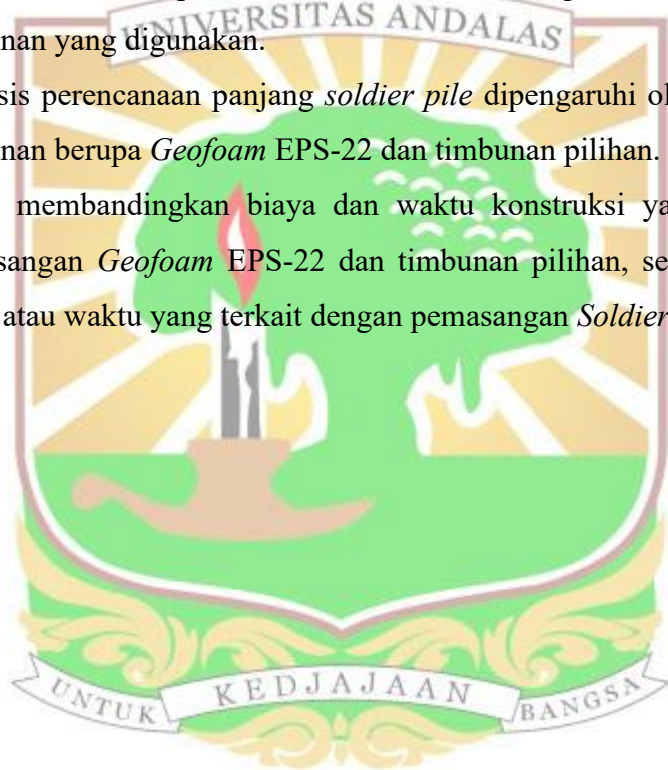 UNIVERSITAS ANDALAS
nan yang digunakan.
sis perencanaan panjang soldier pile dipengaruhi ol
nan berupa Geofoam EPS-22 dan timbunan pilihan.
membandingkan biaya dan waktu konstruksi ya
sangan Geofoam EPS-22 dan timbunan pilihan, se
atau waktu yang terkait dengan pemasangan Soldier
UNTUK KEDJAJAAN BANGSA